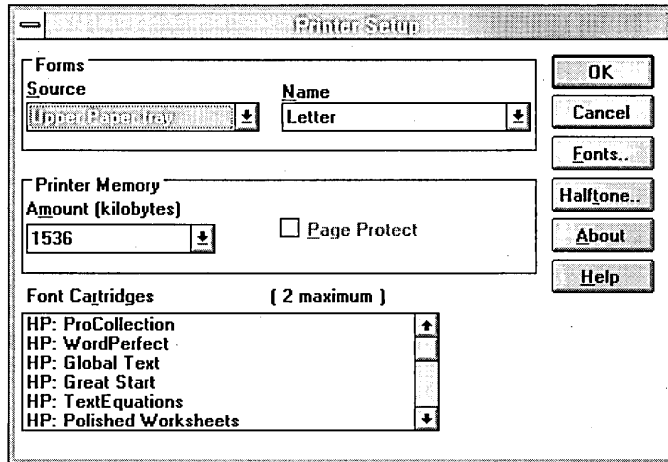 Printer Setup
Forms
Source
Name
Upper Paper tray
Letter
Printer Memory
Amount (kilobytes)
1536
Page Protect
Font Cartridges ( 2 maximum )
HP: ProCollection
HP: WordPerfect
HP: Global Text
HP: Great Start
HP: TextEquations
HP: Polished Worksheets
OK
Cancel
Fonts..
Halftone..
About
Help